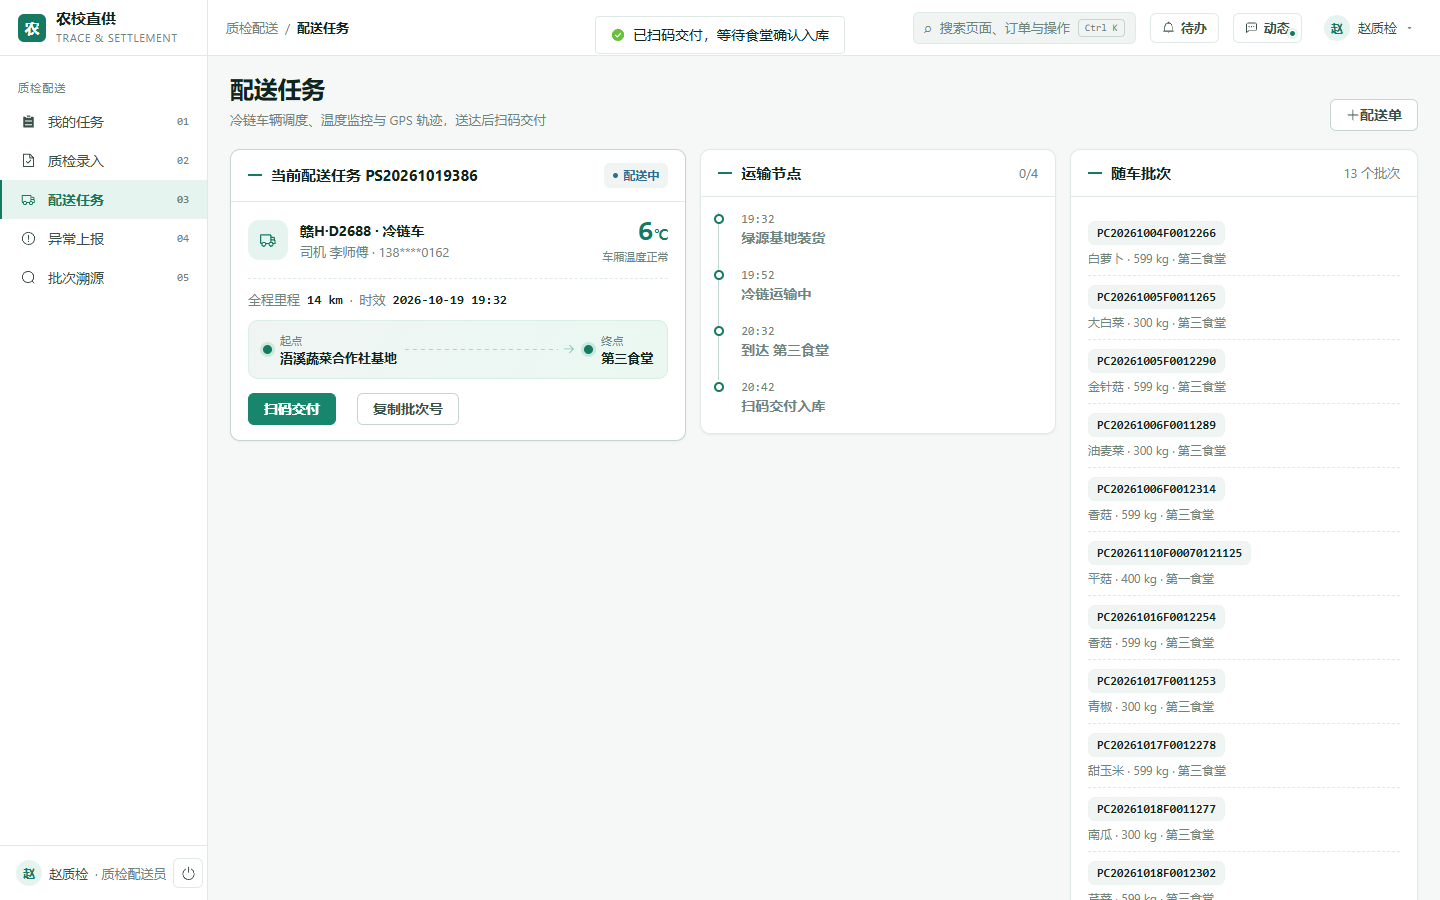 农校直供
TRACE & SETTLEMENT
质检配送
我的任务 01
质检录入 02
配送任务 03
异常上报 04
批次溯源 05
赵 赵质检 · 质检配送员
质检配送 / 配送任务
已扫码交付，等待食堂确认入库
搜索页面、订单与操作 Ctrl K
待办
动态
赵 赵质检
配送任务
冷链车辆调度、温度监控与 GPS 轨迹，送达后扫码交付
+配送单
当前配送任务 PS20261019386
配送中
赣H·D2688 · 冷链车
司机 李师傅 · 138****0162
6℃
车厢温度正常
全程里程 14 km · 时效 2026-10-19 19:32
起点
浯溪蔬菜合作社基地
终点
第三食堂
扫码交付
复制批次号
运输节点 0/4
19:32
绿源基地装货
19:52
冷链运输中
20:32
到达 第三食堂
20:42
扫码交付入库
随车批次 13 个批次
PC20261004F0012266
白萝卜 · 599 kg · 第三食堂
PC20261005F0011265
大白菜 · 300 kg · 第三食堂
PC20261005F0012290
金针菇 · 599 kg · 第三食堂
PC20261006F0011289
油麦菜 · 300 kg · 第三食堂
PC20261006F0012314
香菇 · 599 kg · 第三食堂
PC20261110F00070121125
平菇 · 400 kg · 第一食堂
PC20261016F0012254
香菇 · 599 kg · 第三食堂
PC20261017F0011253
青椒 · 300 kg · 第三食堂
PC20261017F0012278
甜玉米 · 599 kg · 第三食堂
PC20261018F0011277
南瓜 · 300 kg · 第三食堂
PC20261018F0012302
599 kg · 第三食堂